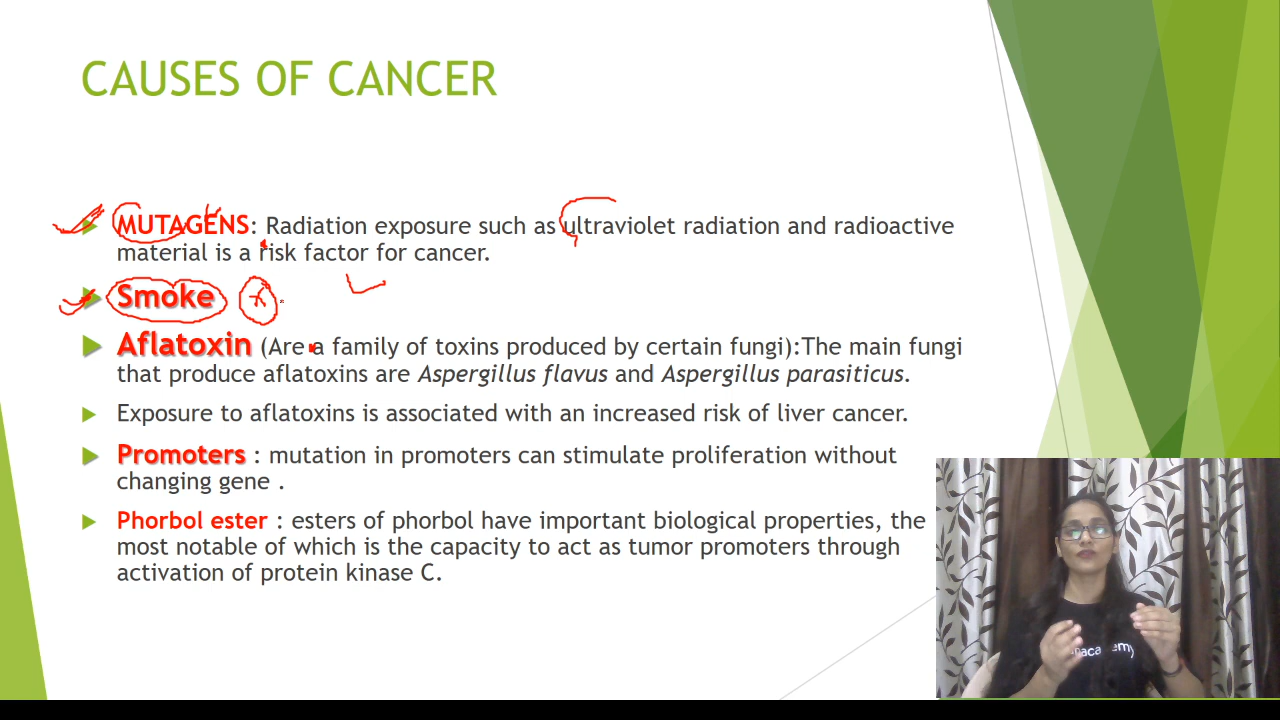 CAUSES OF CANCER
MUTAGENS: Radiation exposure such as ultraviolet radiation and radioactive
material is a risk factor for cancer.
Smoke
Aflatoxin (Are a family of toxins produced by certain fungi):The main fungi
that produce aflatoxins are Aspergillus flavus and Aspergillus parasiticus.
Exposure to aflatoxins is associated with an increased risk of liver cancer.
Promoters : mutation in promoters can stimulate proliferation without
changing gene .
Phorbol ester : esters of phorbol have important biological properties, the
most notable of which is the capacity to act as tumor promoters through
activation of protein kinase C.